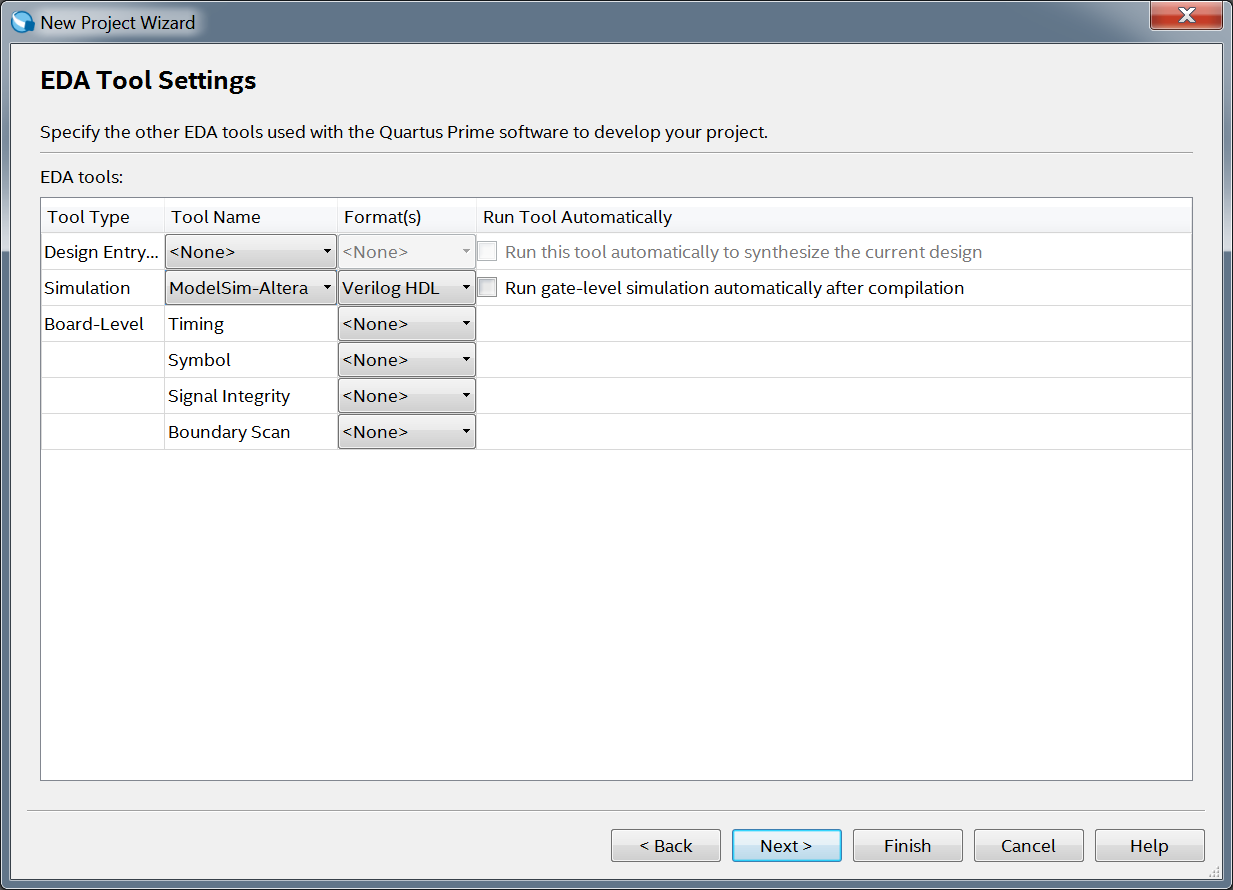 New Project Wizard
EDA Tool Settings
Specify the other EDA tools used with the Quartus Prime software to develop your project.
EDA tools:
Tool Type Tool Name Format(s) Run Tool Automatically
Design Entry... <None> <None> Run this tool automatically to synthesize the current design
Simulation ModelSim-Altera Verilog HDL Run gate-level simulation automatically after compilation
Board-Level Timing <None>
Symbol <None>
Signal Integrity <None>
Boundary Scan <None>
< Back Next > Finish Cancel Help